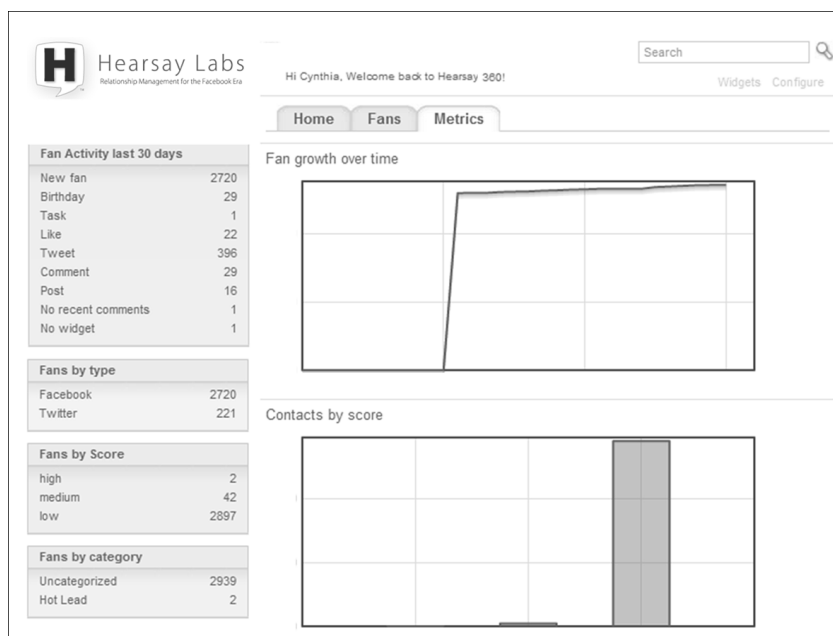 H Hearsay Labs
Relationship Management for the Facebook Era
Search
Hi Cynthia, Welcome back to Hearsay 360!
Widgets Configure
Home Fans Metrics
Fan Activity last 30 days
New fan 2720
Birthday 29
Task 1
Like 22
Tweet 396
Comment 29
Post 16
No recent comments 1
No widget 1
Fans by type
Facebook 2720
Twitter 221
Fans by Score
high 2
medium 42
low 2897
Fans by category
Uncategorized 2939
Hot Lead 2
Fan growth over time
Contacts by score